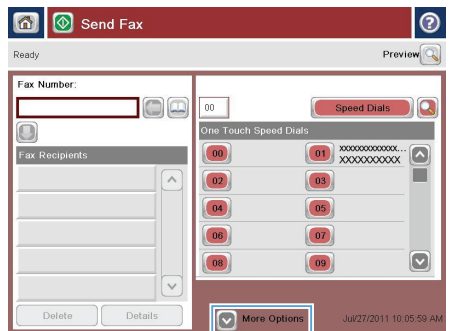 Send Fax
?
Ready
Preview
Fax Number:
00
Speed Dials
One Touch Speed Dials
Fax Recipients
00
01 xxxxxxxxxxxxx...
XXXXXXXXXX
02
03
04
05
06
07
08
09
Delete
Details
More Options
Jul/27/2011 10:05:59 AM